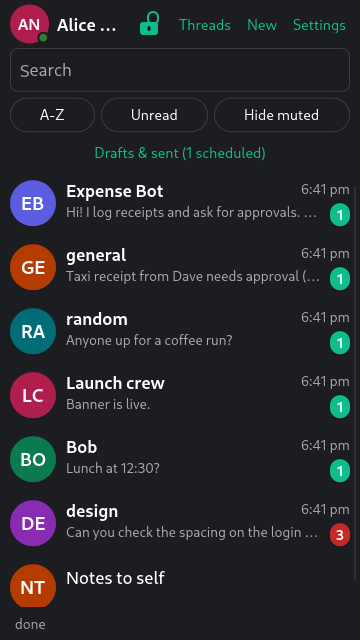 AN Alice ... Threads New Settings
Search
A-Z Unread Hide muted
Drafts & sent (1 scheduled)
EB Expense Bot 6:41 pm
Hi! I log receipts and ask for approvals. ... 1
GE general 6:41 pm
Taxi receipt from Dave needs approval (... 1
RA random 6:41 pm
Anyone up for a coffee run? 1
LC Launch crew 6:41 pm
Banner is live. 1
BO Bob 6:41 pm
Lunch at 12:30? 1
DE design 6:41 pm
Can you check the spacing on the login ... 3
NT Notes to self
done